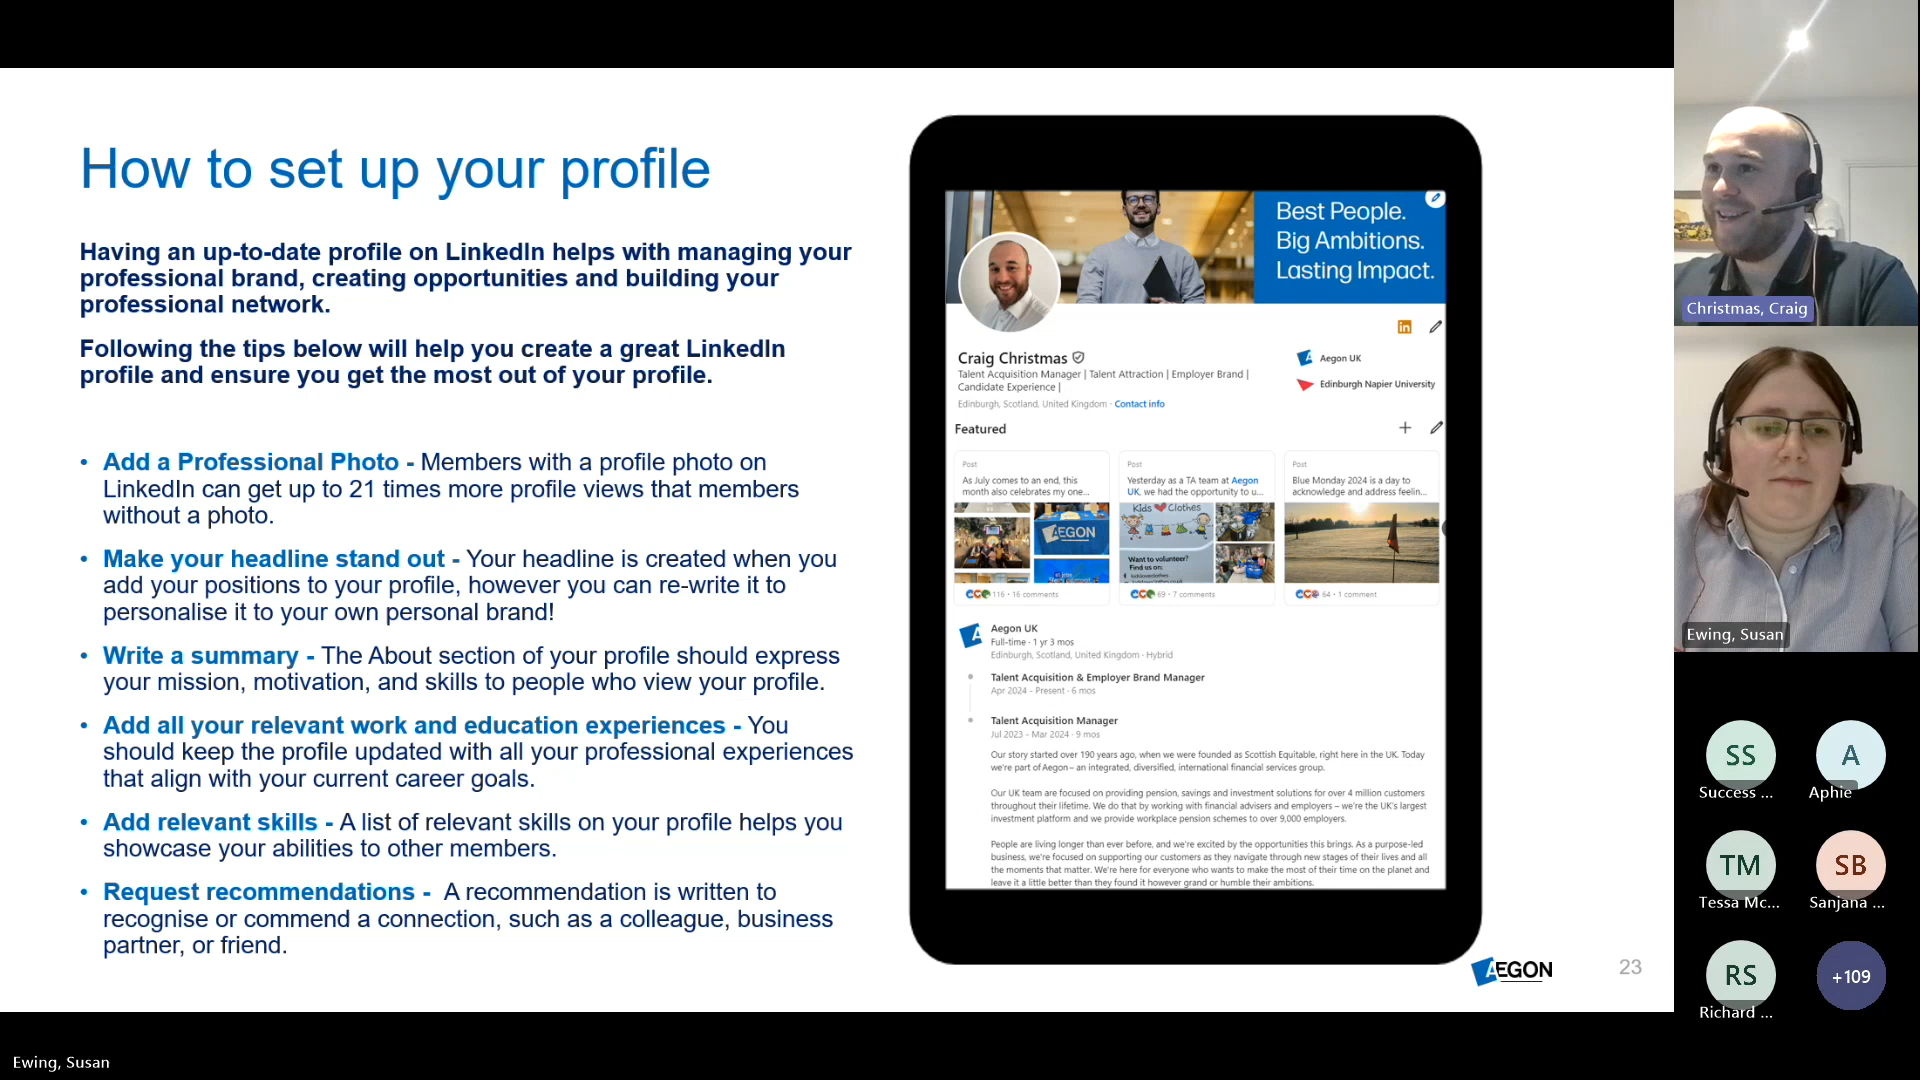 How to set up your profile
Having an up-to-date profile on LinkedIn helps with managing your
professional brand, creating opportunities and building your
professional network.
Following the tips below will help you create a great LinkedIn
profile and ensure you get the most out of your profile.
• Add a Professional Photo - Members with a profile photo on
LinkedIn can get up to 21 times more profile views that members
without a photo.
• Make your headline stand out - Your headline is created when you
add your positions to your profile, however you can re-write it to
personalise it to your own personal brand!
• Write a summary - The About section of your profile should express
your mission, motivation, and skills to people who view your profile.
• Add all your relevant work and education experiences - You
should keep the profile updated with all your professional experiences
that align with your current career goals.
• Add relevant skills - A list of relevant skills on your profile helps you
showcase your abilities to other members.
• Request recommendations - A recommendation is written to
recognise or commend a connection, such as a colleague, business
partner, or friend.
Best People.
Big Ambitions.
Lasting Impact.
in
Craig Christmas
Talent Acquisition Manager | Talent Attraction | Employer Brand |
Candidate Experience |
Edinburgh, Scotland, United Kingdom · Contact info
Aegon UK
Edinburgh Napier University
Featured
Post
As July comes to an end, this
month also celebrates my one...
AEGON
116 · 16 comments
Post
Yesterday as a TA team at Aegon
UK, we had the opportunity to u...
Kids Clothes
Want to volunteer?
Find us on:
69 · 7 comments
Post
Blue Monday 2024 is a day to
acknowledge and address feelin...
64 · 1 comment
Aegon UK
Full-time · 1 yr 3 mos
Edinburgh, Scotland, United Kingdom · Hybrid
Talent Acquisition & Employer Brand Manager
Apr 2024 - Present · 6 mos
Talent Acquisition Manager
Jul 2023 - Mar 2024 · 9 mos
Our story started over 190 years ago, when we were founded as Scottish Equitable, right here in the UK. Today
we're part of Aegon – an integrated, diversified, international financial services group.
Our UK team are focused on providing pension, savings and investment solutions for over 4 million customers
throughout their lifetime. We do that by working with financial advisers and employers – we're the UK's largest
investment platform and we provide workplace pension schemes to over 9,000 employers.
People are living longer than ever before, and we're excited by the opportunities this brings. As a purpose-led
business, we're focused on supporting our customers as they navigate through new stages of their lives and all
the moments that matter. We're here for everyone who wants to make the most of their time on the planet and
leave it a little better than they found it however grand or humble their ambitions.
AEGON
23
Christmas, Craig
Ewing, Susan
SS
Success ...
A
Aphie
TM
Tessa Mc...
SB
Sanjana ...
RS
Richard ...
+109
Ewing, Susan